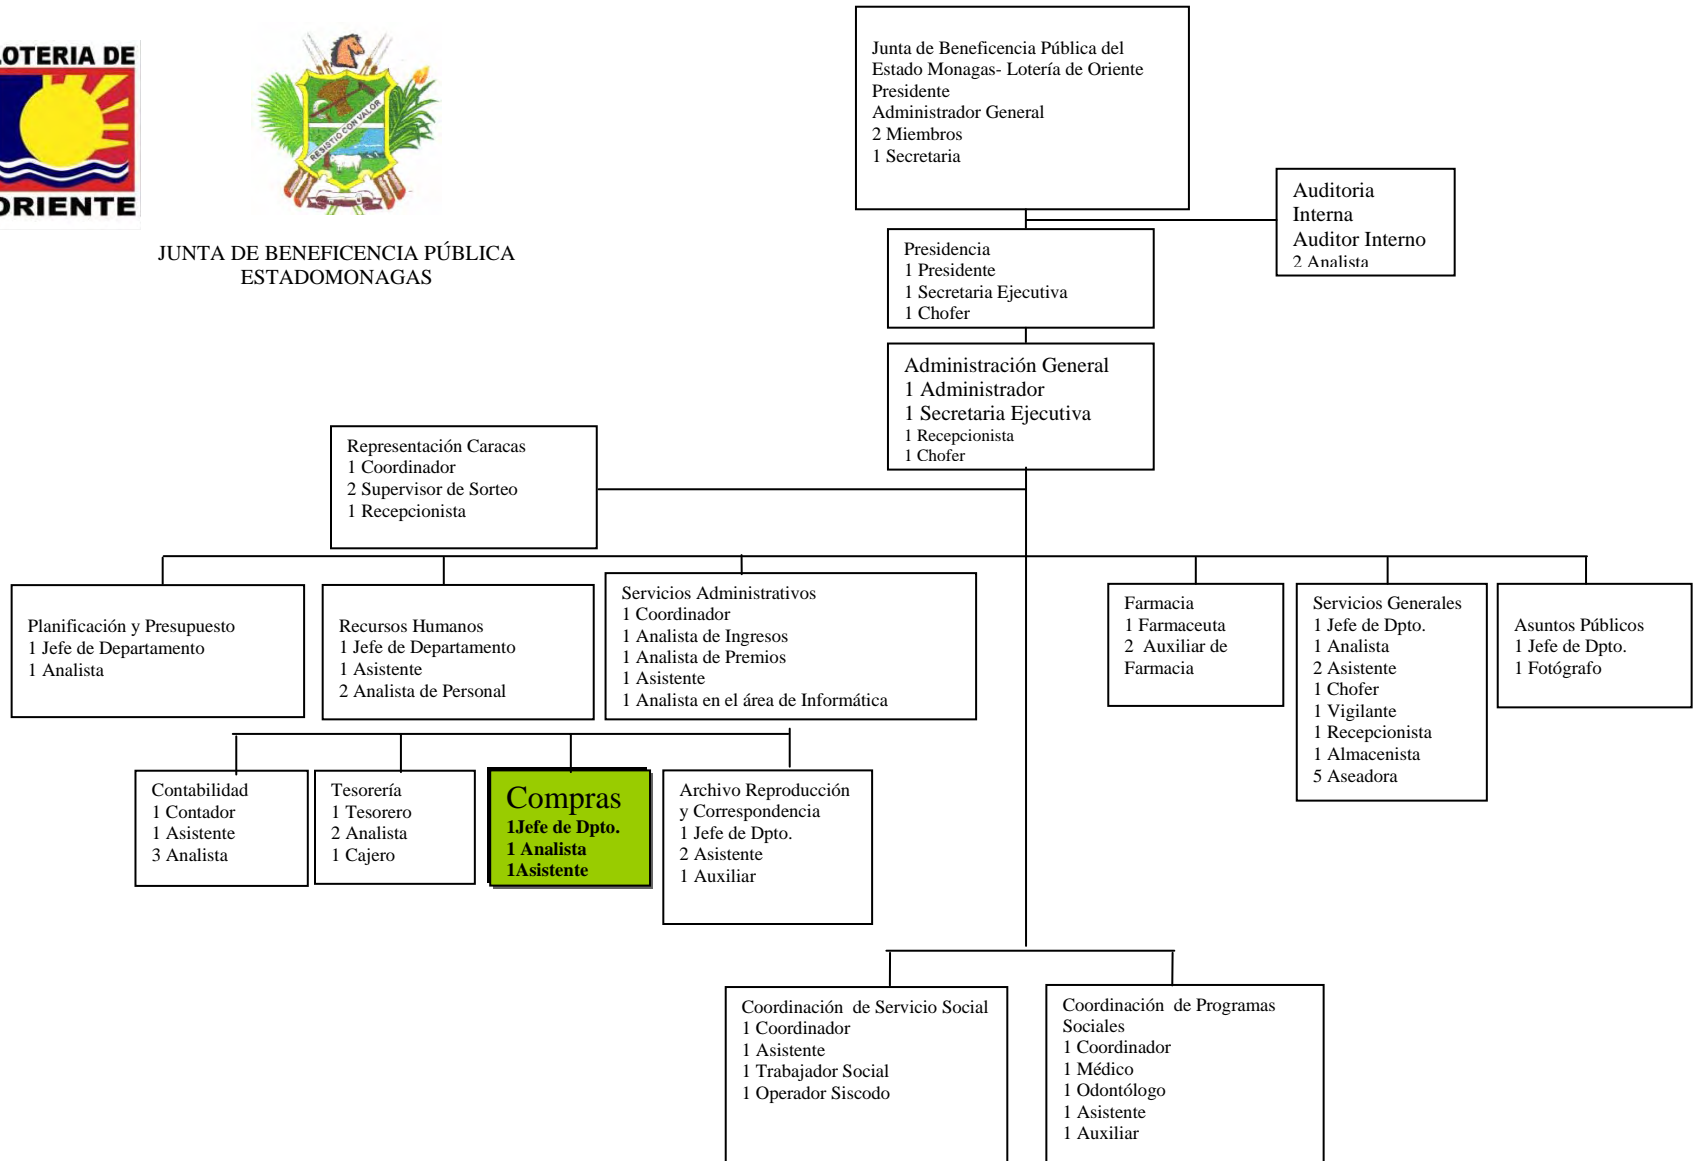 LOTERIA DE
ORIENTE
RESISTIO CON VALOR
JUNTA DE BENEFICENCIA PÚBLICA
ESTADOMONAGAS
Junta de Beneficencia Pública del
Estado Monagas- Lotería de Oriente
Presidente
Administrador General
2 Miembros
1 Secretaria
Auditoria
Interna
Auditor Interno
2 Analista
Presidencia
1 Presidente
1 Secretaria Ejecutiva
1 Chofer
Administración General
1 Administrador
1 Secretaria Ejecutiva
1 Recepcionista
1 Chofer
Representación Caracas
1 Coordinador
2 Supervisor de Sorteo
1 Recepcionista
Planificación y Presupuesto
1 Jefe de Departamento
1 Analista
Recursos Humanos
1 Jefe de Departamento
1 Asistente
2 Analista de Personal
Servicios Administrativos
1 Coordinador
1 Analista de Ingresos
1 Analista de Premios
1 Asistente
1 Analista en el área de Informática
Farmacia
1 Farmaceuta
2 Auxiliar de
Farmacia
Servicios Generales
1 Jefe de Dpto.
1 Analista
2 Asistente
1 Chofer
1 Vigilante
1 Recepcionista
1 Almacenista
5 Aseadora
Asuntos Públicos
1 Jefe de Dpto.
1 Fotógrafo
Contabilidad
1 Contador
1 Asistente
3 Analista
Tesorería
1 Tesorero
2 Analista
1 Cajero
Compras
1Jefe de Dpto.
1 Analista
1Asistente
Archivo Reproducción
y Correspondencia
1 Jefe de Dpto.
2 Asistente
1 Auxiliar
Coordinación de Servicio Social
1 Coordinador
1 Asistente
1 Trabajador Social
1 Operador Siscodo
Coordinación de Programas
Sociales
1 Coordinador
1 Médico
1 Odontólogo
1 Asistente
1 Auxiliar